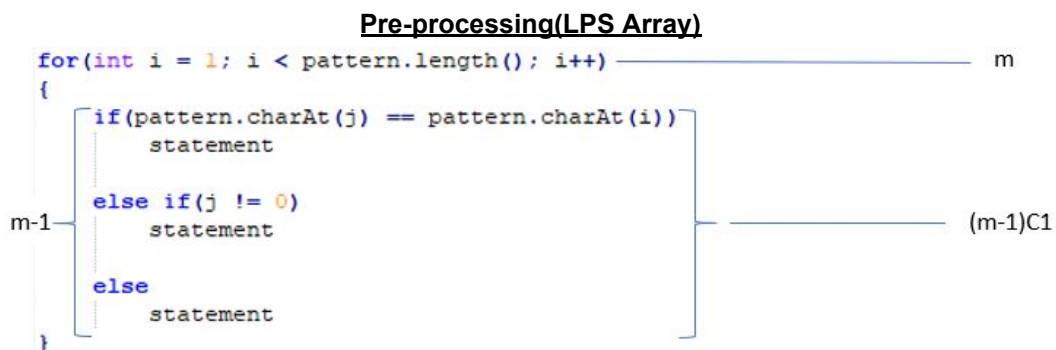 Pre-processing(LPS Array)
for(int i = 1; i < pattern.length(); i++) m
{
if(pattern.charAt(j) == pattern.charAt(i))
statement
else if(j != 0)
m-1 (m-1)C1
statement
else
statement
}